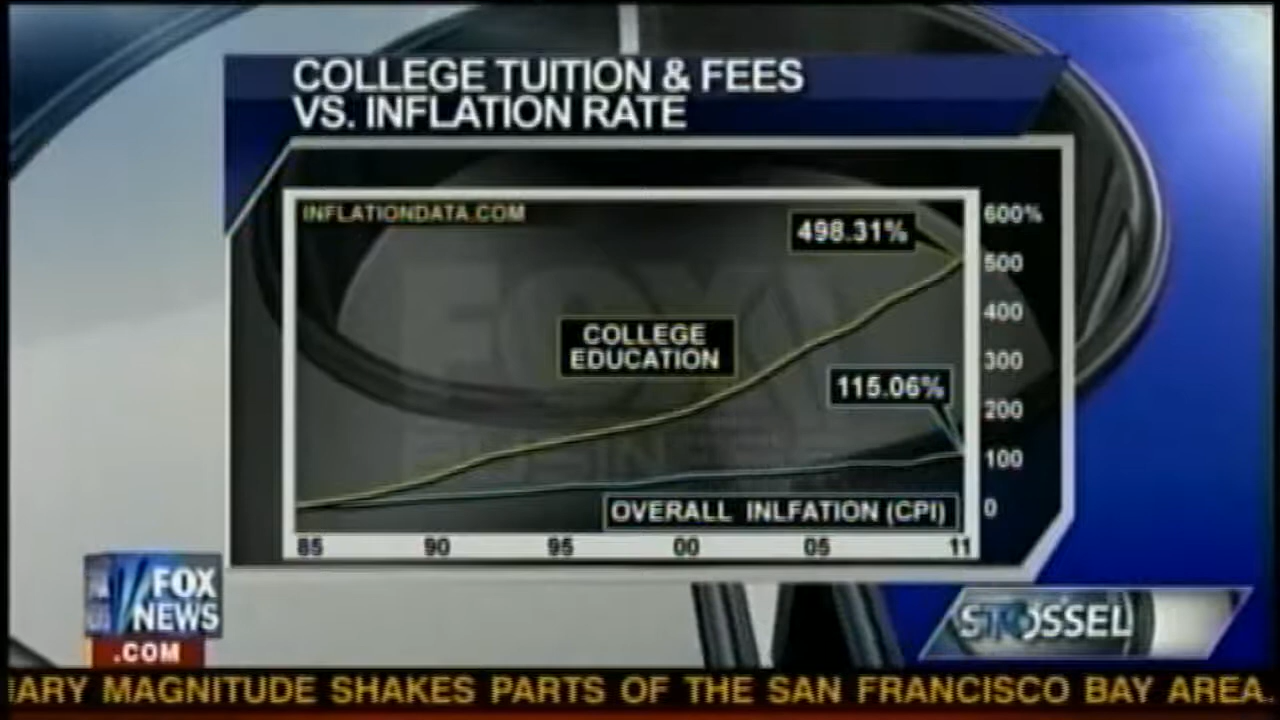 COLLEGE TUITION & FEES
VS. INFLATION RATE
INFLATIONDATA.COM
498.31%
600%
500
400
COLLEGE
EDUCATION
300
115.06%
200
100
OVERALL INLFATION (CPI)
0
85 90 95 00 05 11
FOX
NEWS
.COM
STOSSEL
ARY MAGNITUDE SHAKES PARTS OF THE SAN FRANCISCO BAY AREA